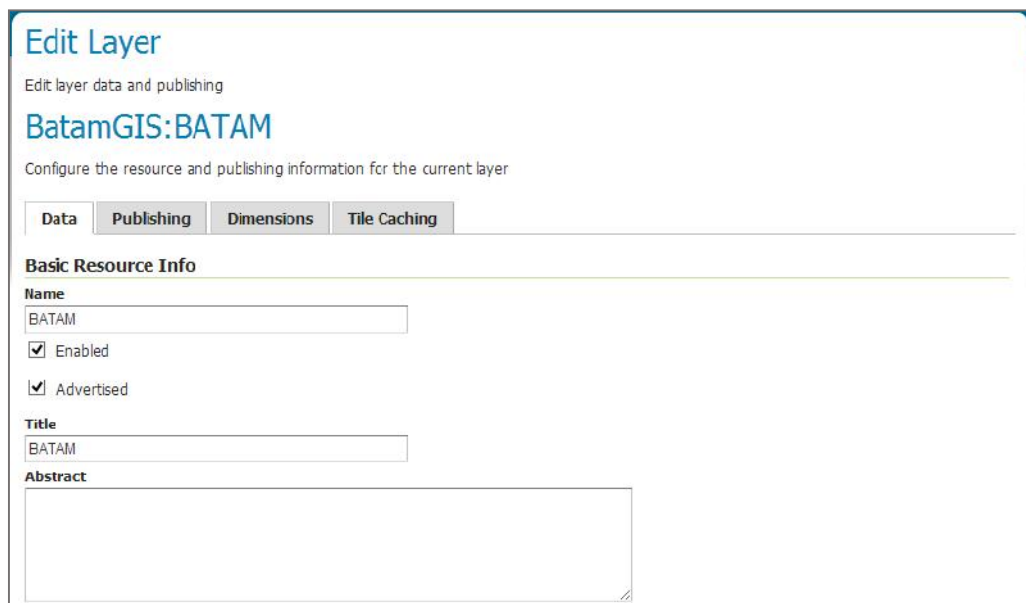 Edit Layer
Edit layer data and publishing
BatamGIS:BATAM
Configure the resource and publishing information for the current layer
Data Publishing Dimensions Tile Caching
Basic Resource Info
Name
BATAM
Enabled
Advertised
Title
BATAM
Abstract